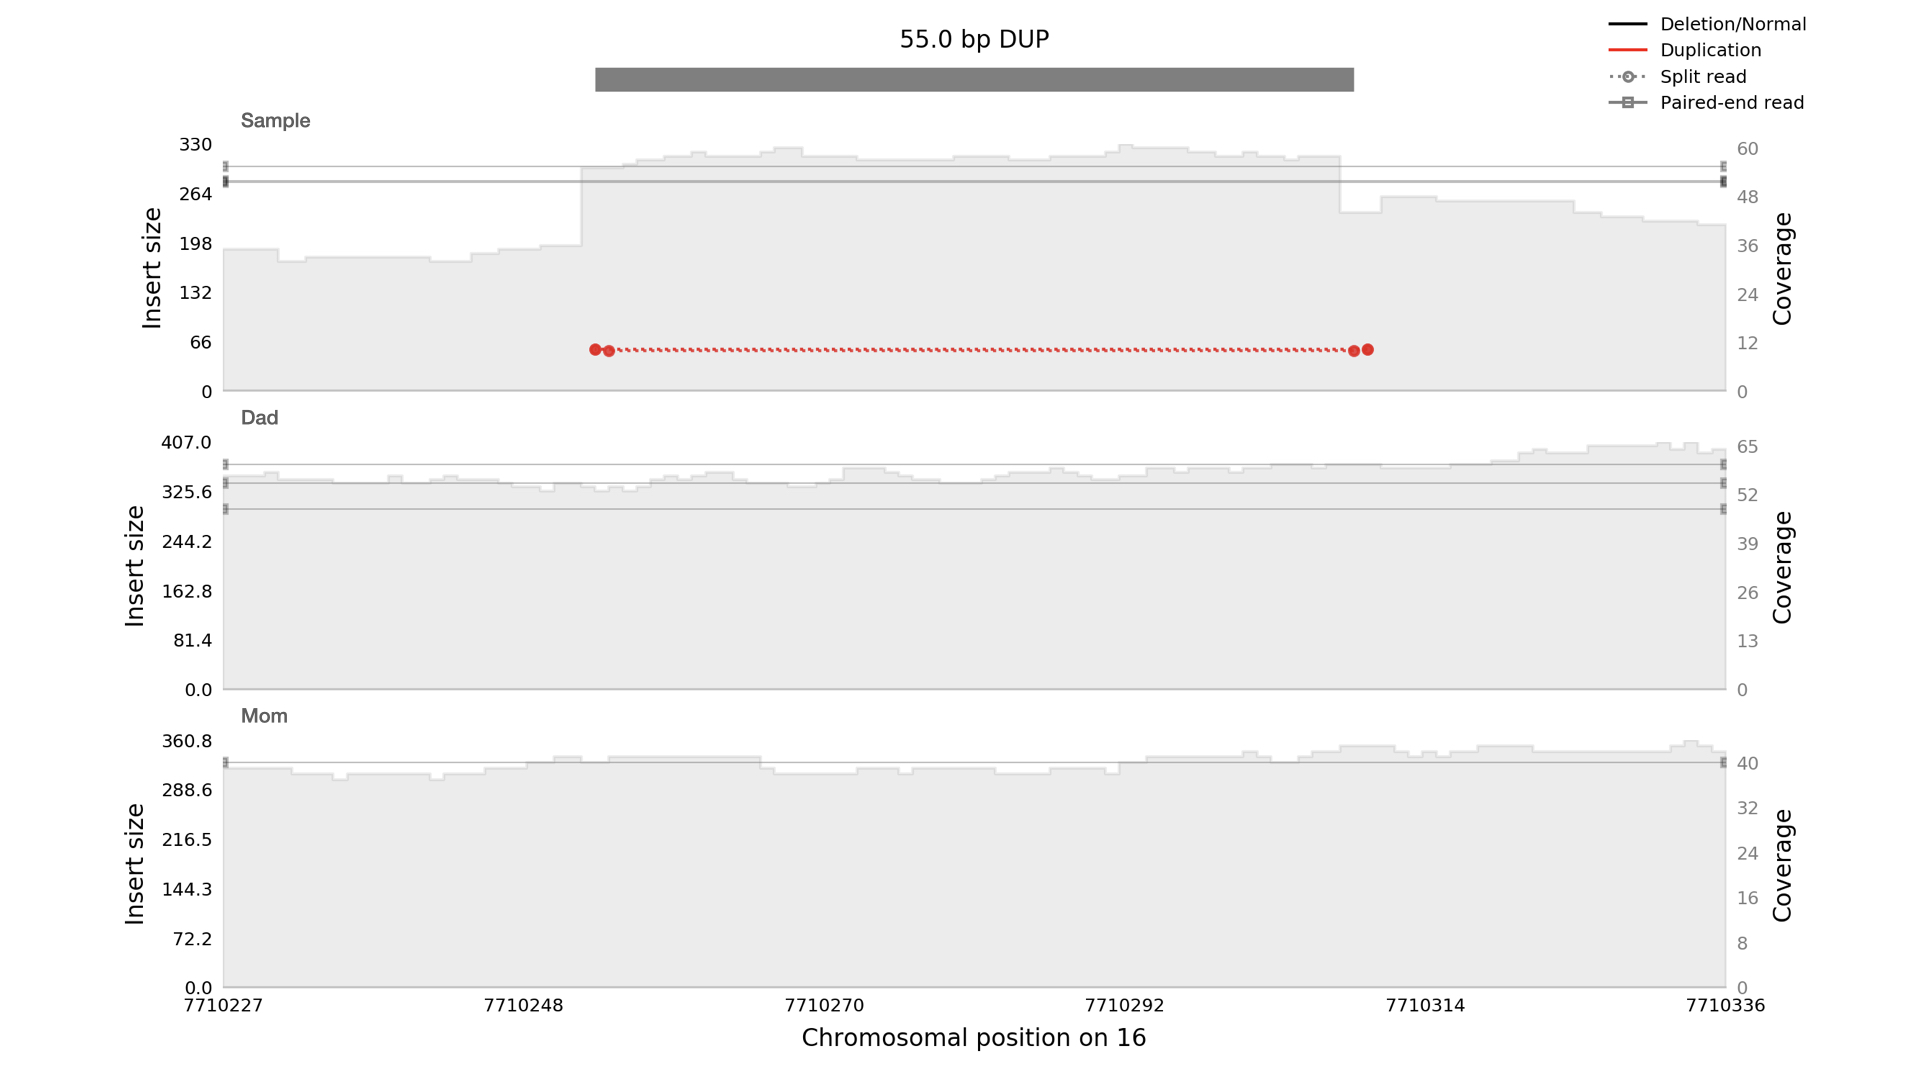 55.0 bp DUP
Deletion/Normal
Duplication
Split read
Paired-end read
Sample
330
264
198
132
66
0
Insert size
60
48
36
24
12
0
Coverage
Dad
407.0
325.6
244.2
162.8
81.4
0.0
Insert size
65
52
39
26
13
0
Coverage
Mom
360.8
288.6
216.5
144.3
72.2
0.0
Insert size
40
32
24
16
8
0
Coverage
7710227 7710248 7710270 7710292 7710314 7710336
Chromosomal position on 16